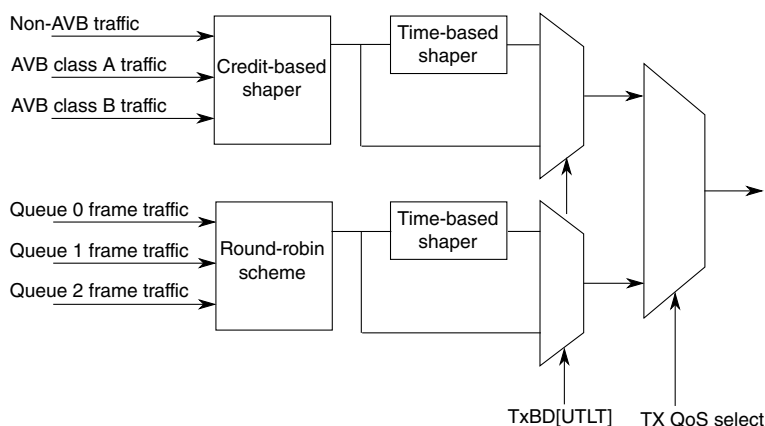 Non-AVB traffic
AVB class A traffic
AVB class B traffic
Credit-based
shaper
Time-based
shaper
Queue 0 frame traffic
Queue 1 frame traffic
Queue 2 frame traffic
Round-robin
scheme
Time-based
shaper
TxBD[UTLT]
TX QoS select